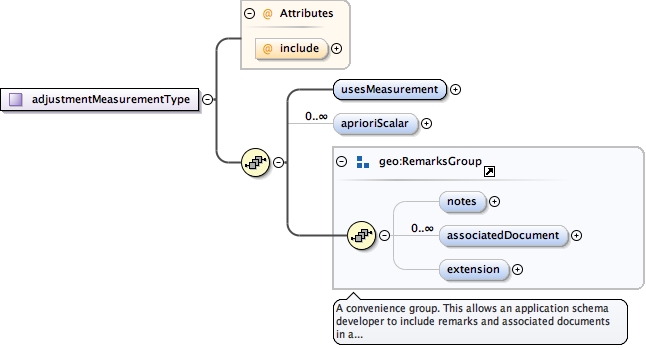 Attributes
include
adjustmentMeasurementType
usesMeasurement
0..∞
aprioriScalar
geo:RemarksGroup
notes
0..∞
associatedDocument
extension
A convenience group. This allows an application schema
developer to include remarks and associated documents
in a...